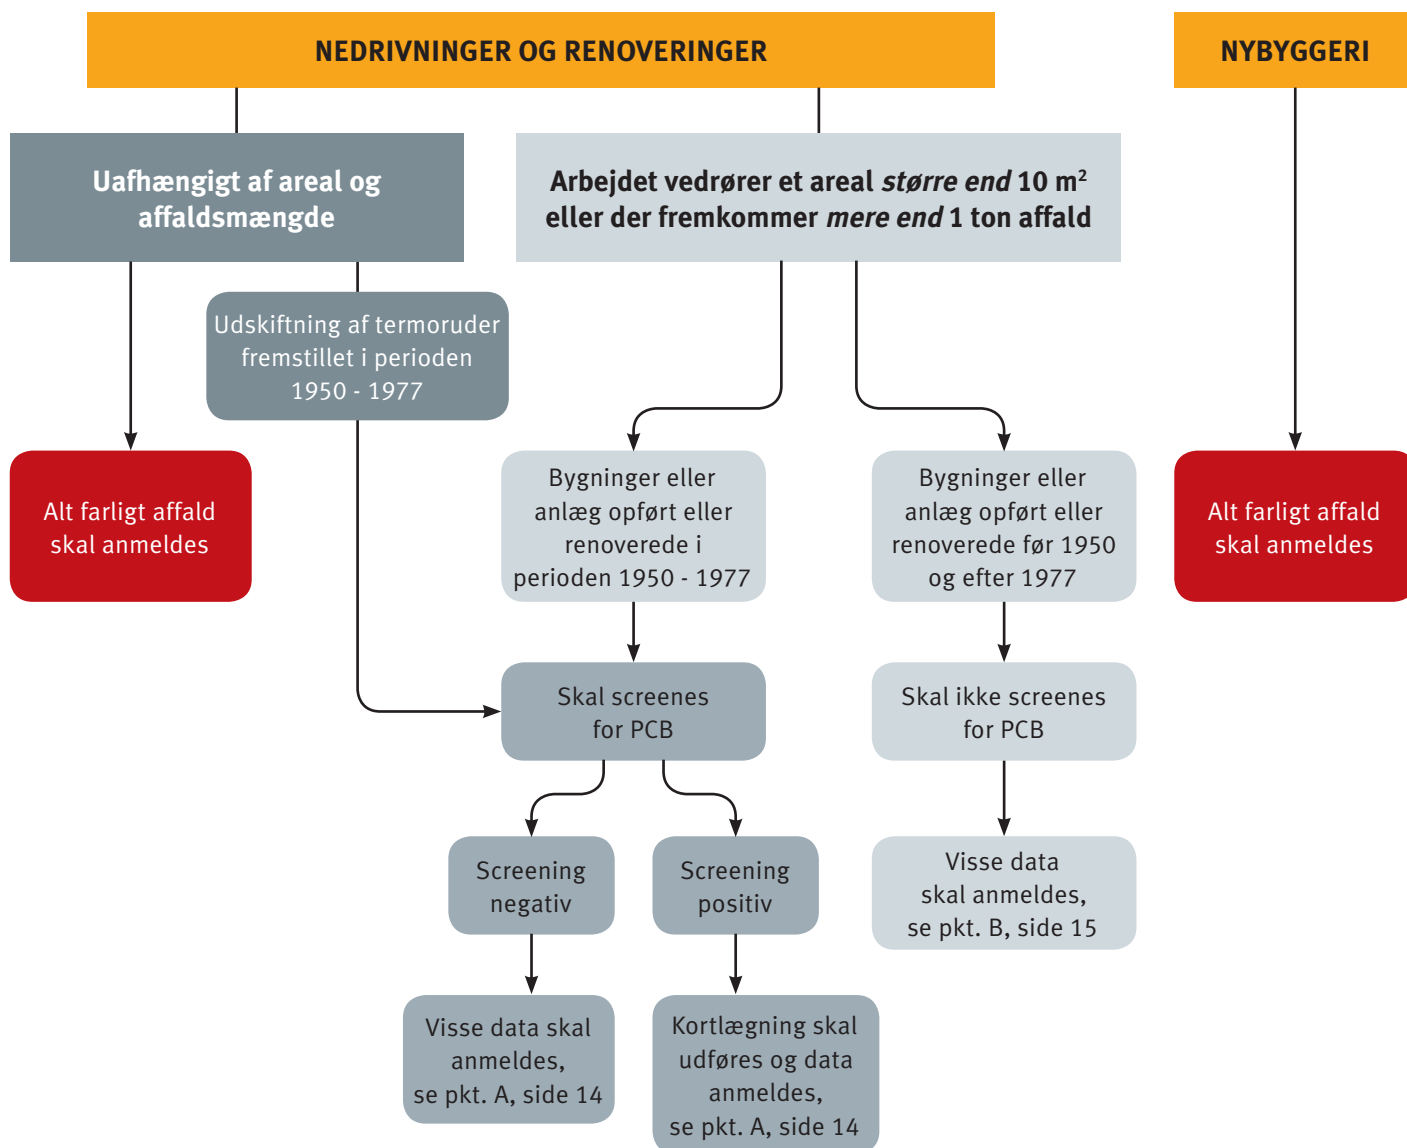 NEDRIVNINGER OG RENOVERINGER
NYBYGGERI
Uafhængigt af areal og
affaldsmængde
Arbejdet vedrører et areal større end 10 m²
eller der fremkommer mere end 1 ton affald
Udskiftning af termoruder
fremstillet i perioden
1950 - 1977
Alt farligt affald
skal anmeldes
Bygninger eller
anlæg opført eller
renoverede i
perioden 1950 - 1977
Bygninger eller
anlæg opført eller
renoverede før 1950
og efter 1977
Alt farligt affald
skal anmeldes
Skal screenes
for PCB
Skal ikke screenes
for PCB
Screening
negativ
Screening
positiv
Visse data
skal anmeldes,
se pkt. B, side 15
Visse data skal
anmeldes,
se pkt. A, side 14
Kortlægning skal
udføres og data
anmeldes,
se pkt. A, side 14